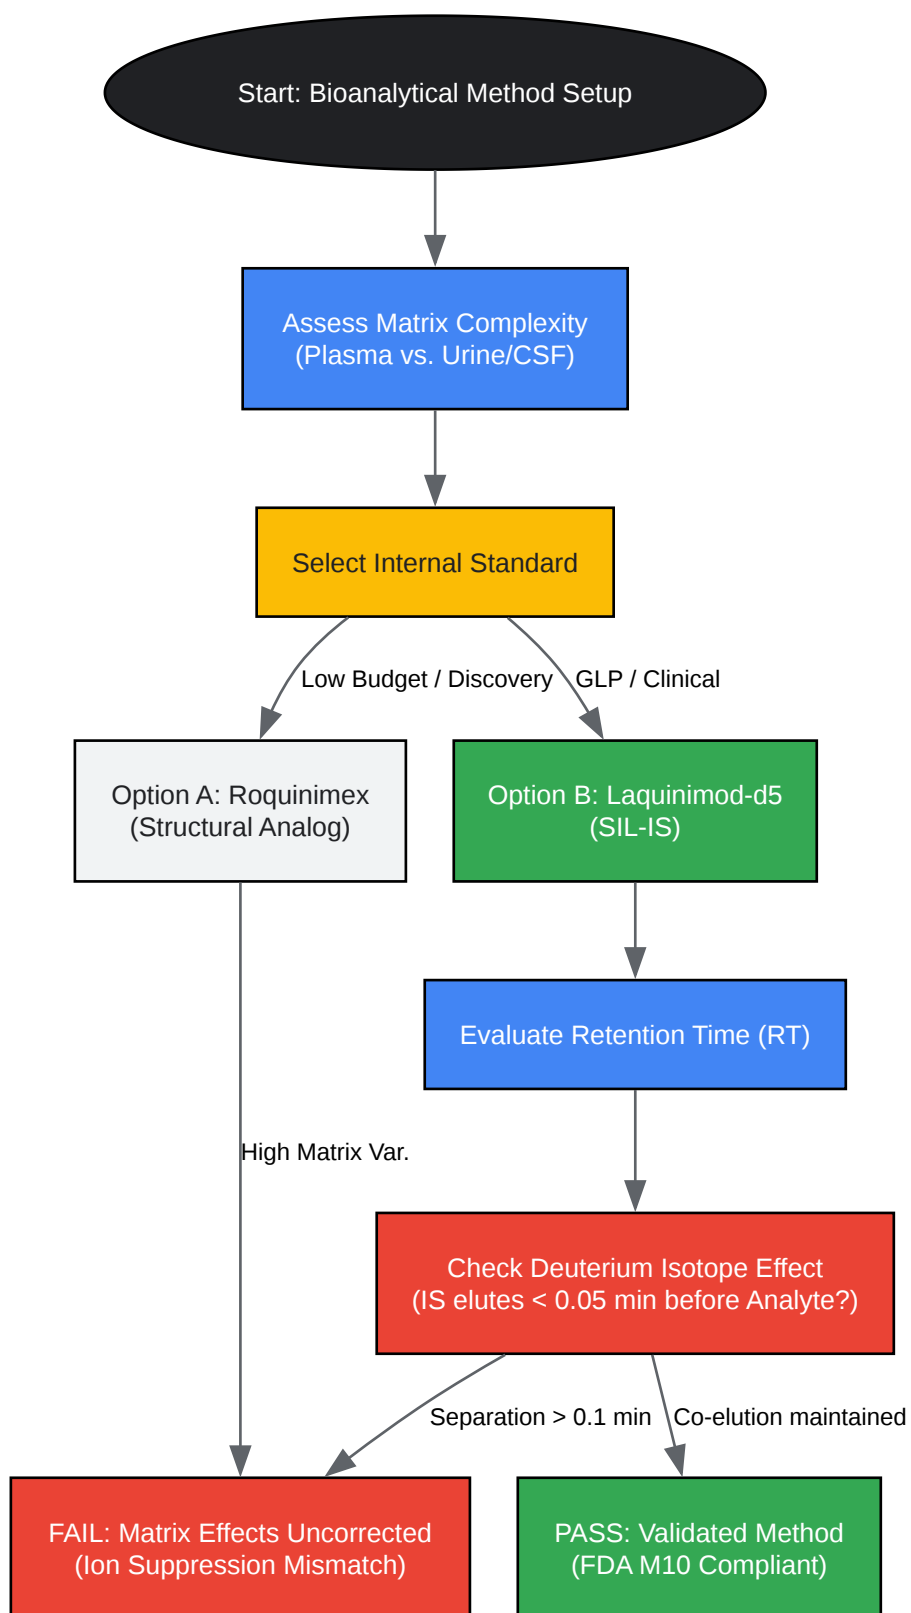 Start: Bioanalytical Method Setup
Assess Matrix Complexity
(Plasma vs. Urine/CSF)
Select Internal Standard
Low Budget / Discovery
GLP / Clinical
Option A: Roquinimex
(Structural Analog)
Option B: Laquinimod-d5
(SIL-IS)
Evaluate Retention Time (RT)
High Matrix Var.
Check Deuterium Isotope Effect
(IS elutes < 0.05 min before Analyte?)
Separation > 0.1 min
Co-elution maintained
FAIL: Matrix Effects Uncorrected
(Ion Suppression Mismatch)
PASS: Validated Method
(FDA M10 Compliant)